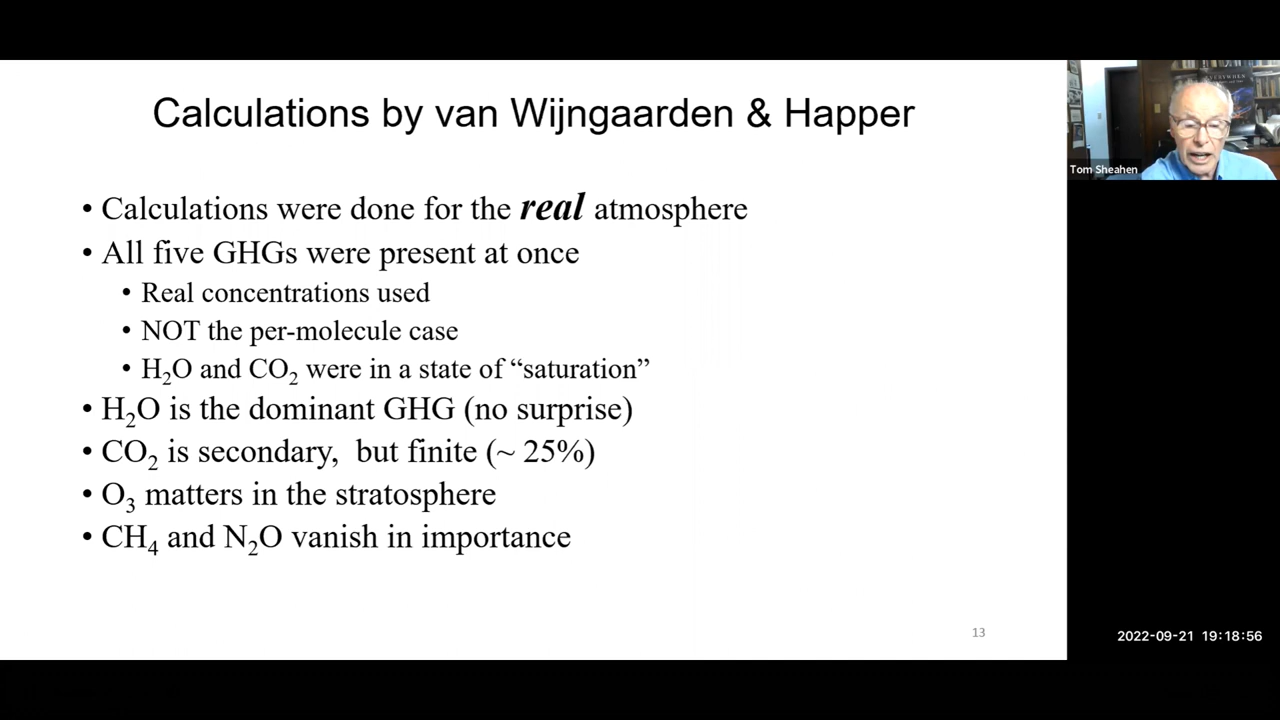 Calculations by van Wijngaarden & Happer
• Calculations were done for the real atmosphere
• All five GHGs were present at once
• Real concentrations used
• NOT the per-molecule case
• H₂O and CO₂ were in a state of “saturation”
• H₂O is the dominant GHG (no surprise)
• CO₂ is secondary, but finite (~ 25%)
• O₃ matters in the stratosphere
• CH₄ and N₂O vanish in importance
13
Tom Sheahen
2022-09-21 19:18:56